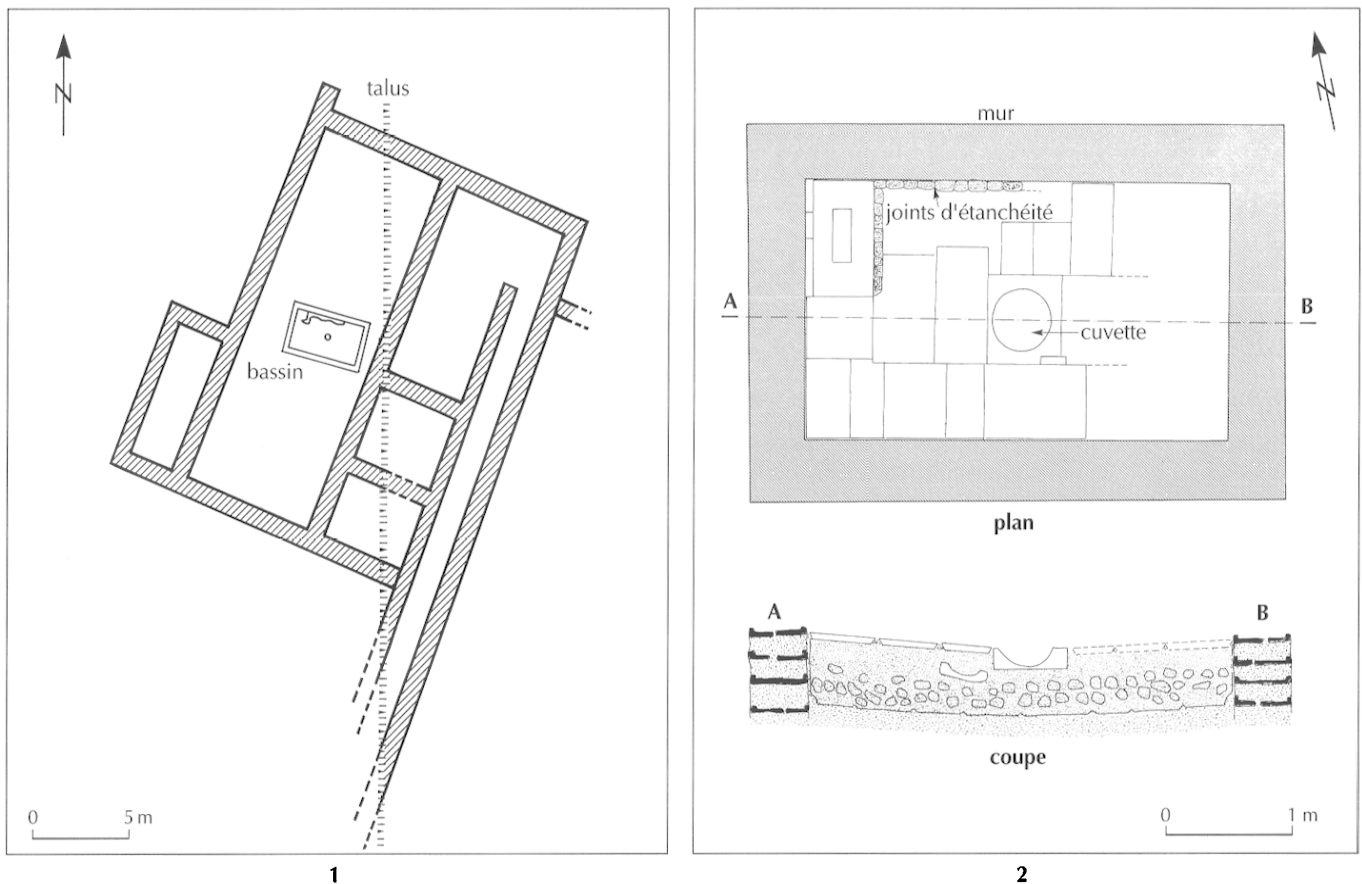 N
talus
bassin
0 5 m
1
N
mur
joints d'étanchéité
A
B
cuvette
plan
A
B
coupe
0 1 m
2